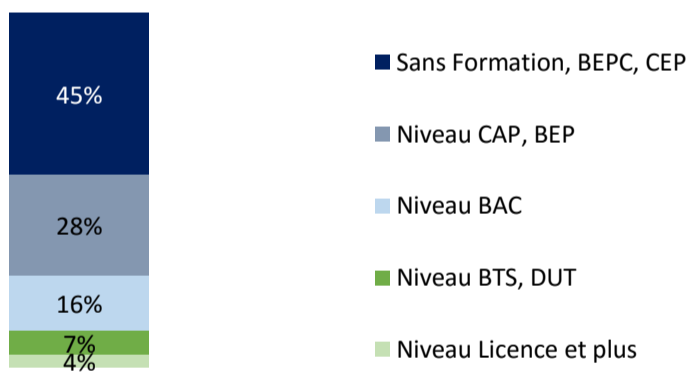 45%
28%
16%
7%
4%
Sans Formation, BEPC, CEP
Niveau CAP, BEP
Niveau BAC
Niveau BTS, DUT
Niveau Licence et plus